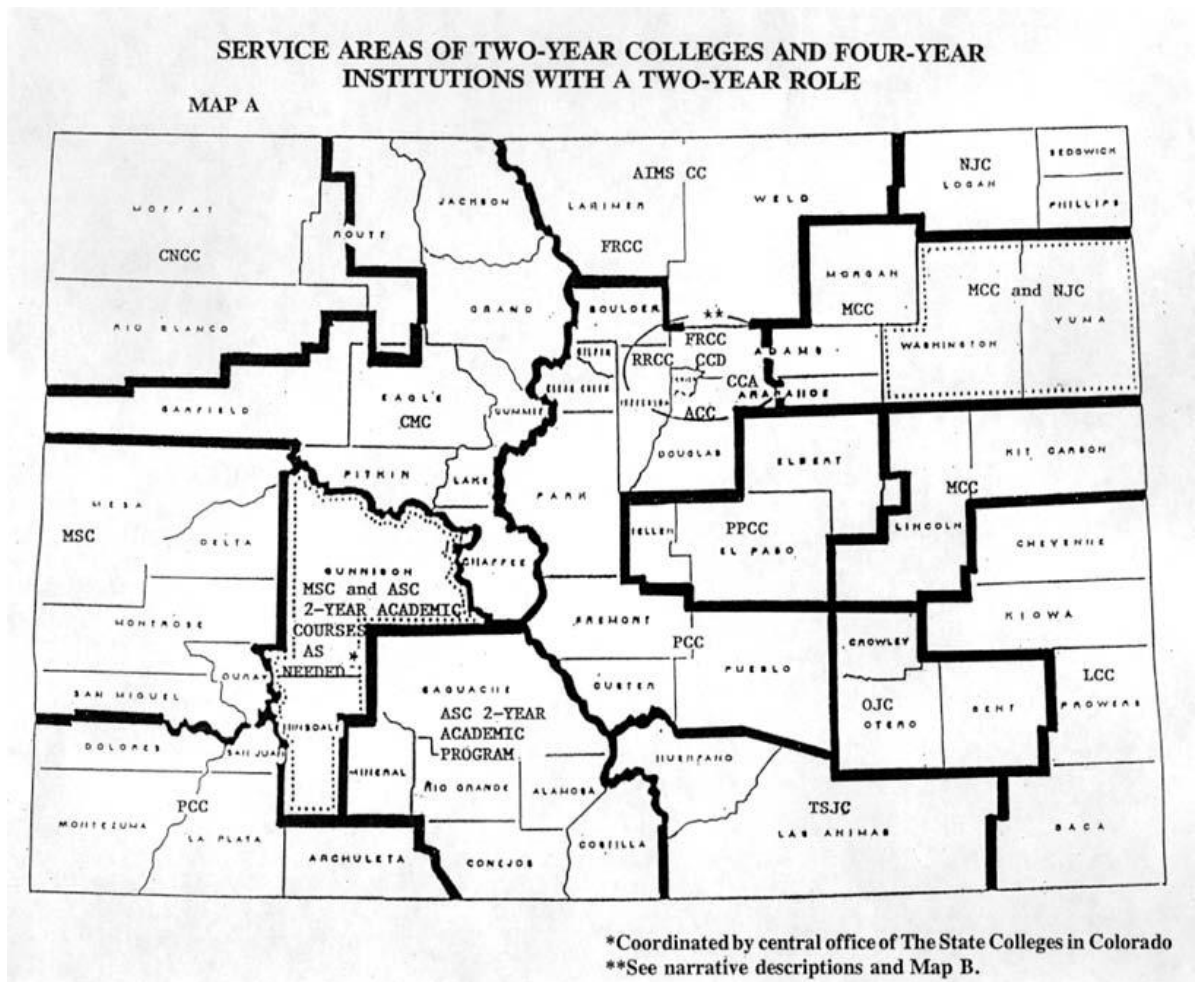 SERVICE AREAS OF TWO-YEAR COLLEGES AND FOUR-YEAR
INSTITUTIONS WITH A TWO-YEAR ROLE
MAP A
MOFFAT
CNCC
ROUTT
JACKSON
LARIMER
AIMS CC
FRCC
WELD
NJC
LOGAN
SEDGWICK
PHILLIPS
RIO BLANCO
GRAND
BOULDER
MORGAN
MCC
MCC and NJC
YUMA
WASHINGTON
**
FRCC
RRCC CCD
ADAMS
CCA
ARAPAHOE
ACC
GILPIN
CLEAR CREEK
JEFFERSON
GARFIELD
EAGLE
CMC
SUMMIT
PITKIN
LAKE
PARK
DOUGLAS
ELBERT
KIT CARSON
MCC
LINCOLN
MESA
MSC
DELTA
GUNNISON
MSC and ASC
2-YEAR ACADEMIC
COURSES
AS
NEEDED *
CHAFFEE
TELLER
PPCC
EL PASO
CHEYENNE
KIOWA
MONTROSE
OURAY
SAN MIGUEL
FREMONT
PCC
PUEBLO
CUSTER
CROWLEY
OJC
OTERO
BENT
LCC
PROWERS
SAGUACHE
ASC 2-YEAR
ACADEMIC
PROGRAM
HINSDALE
DOLORES
SAN JUAN
MINERAL
RIO GRANDE
ALAMOSA
HUERFANO
TSJC
LAS ANIMAS
BACA
PCC
MONTEZUMA
LA PLATA
ARCHULETA
CONEJOS
COSTILLA
*Coordinated by central office of The State Colleges in Colorado
**See narrative descriptions and Map B.